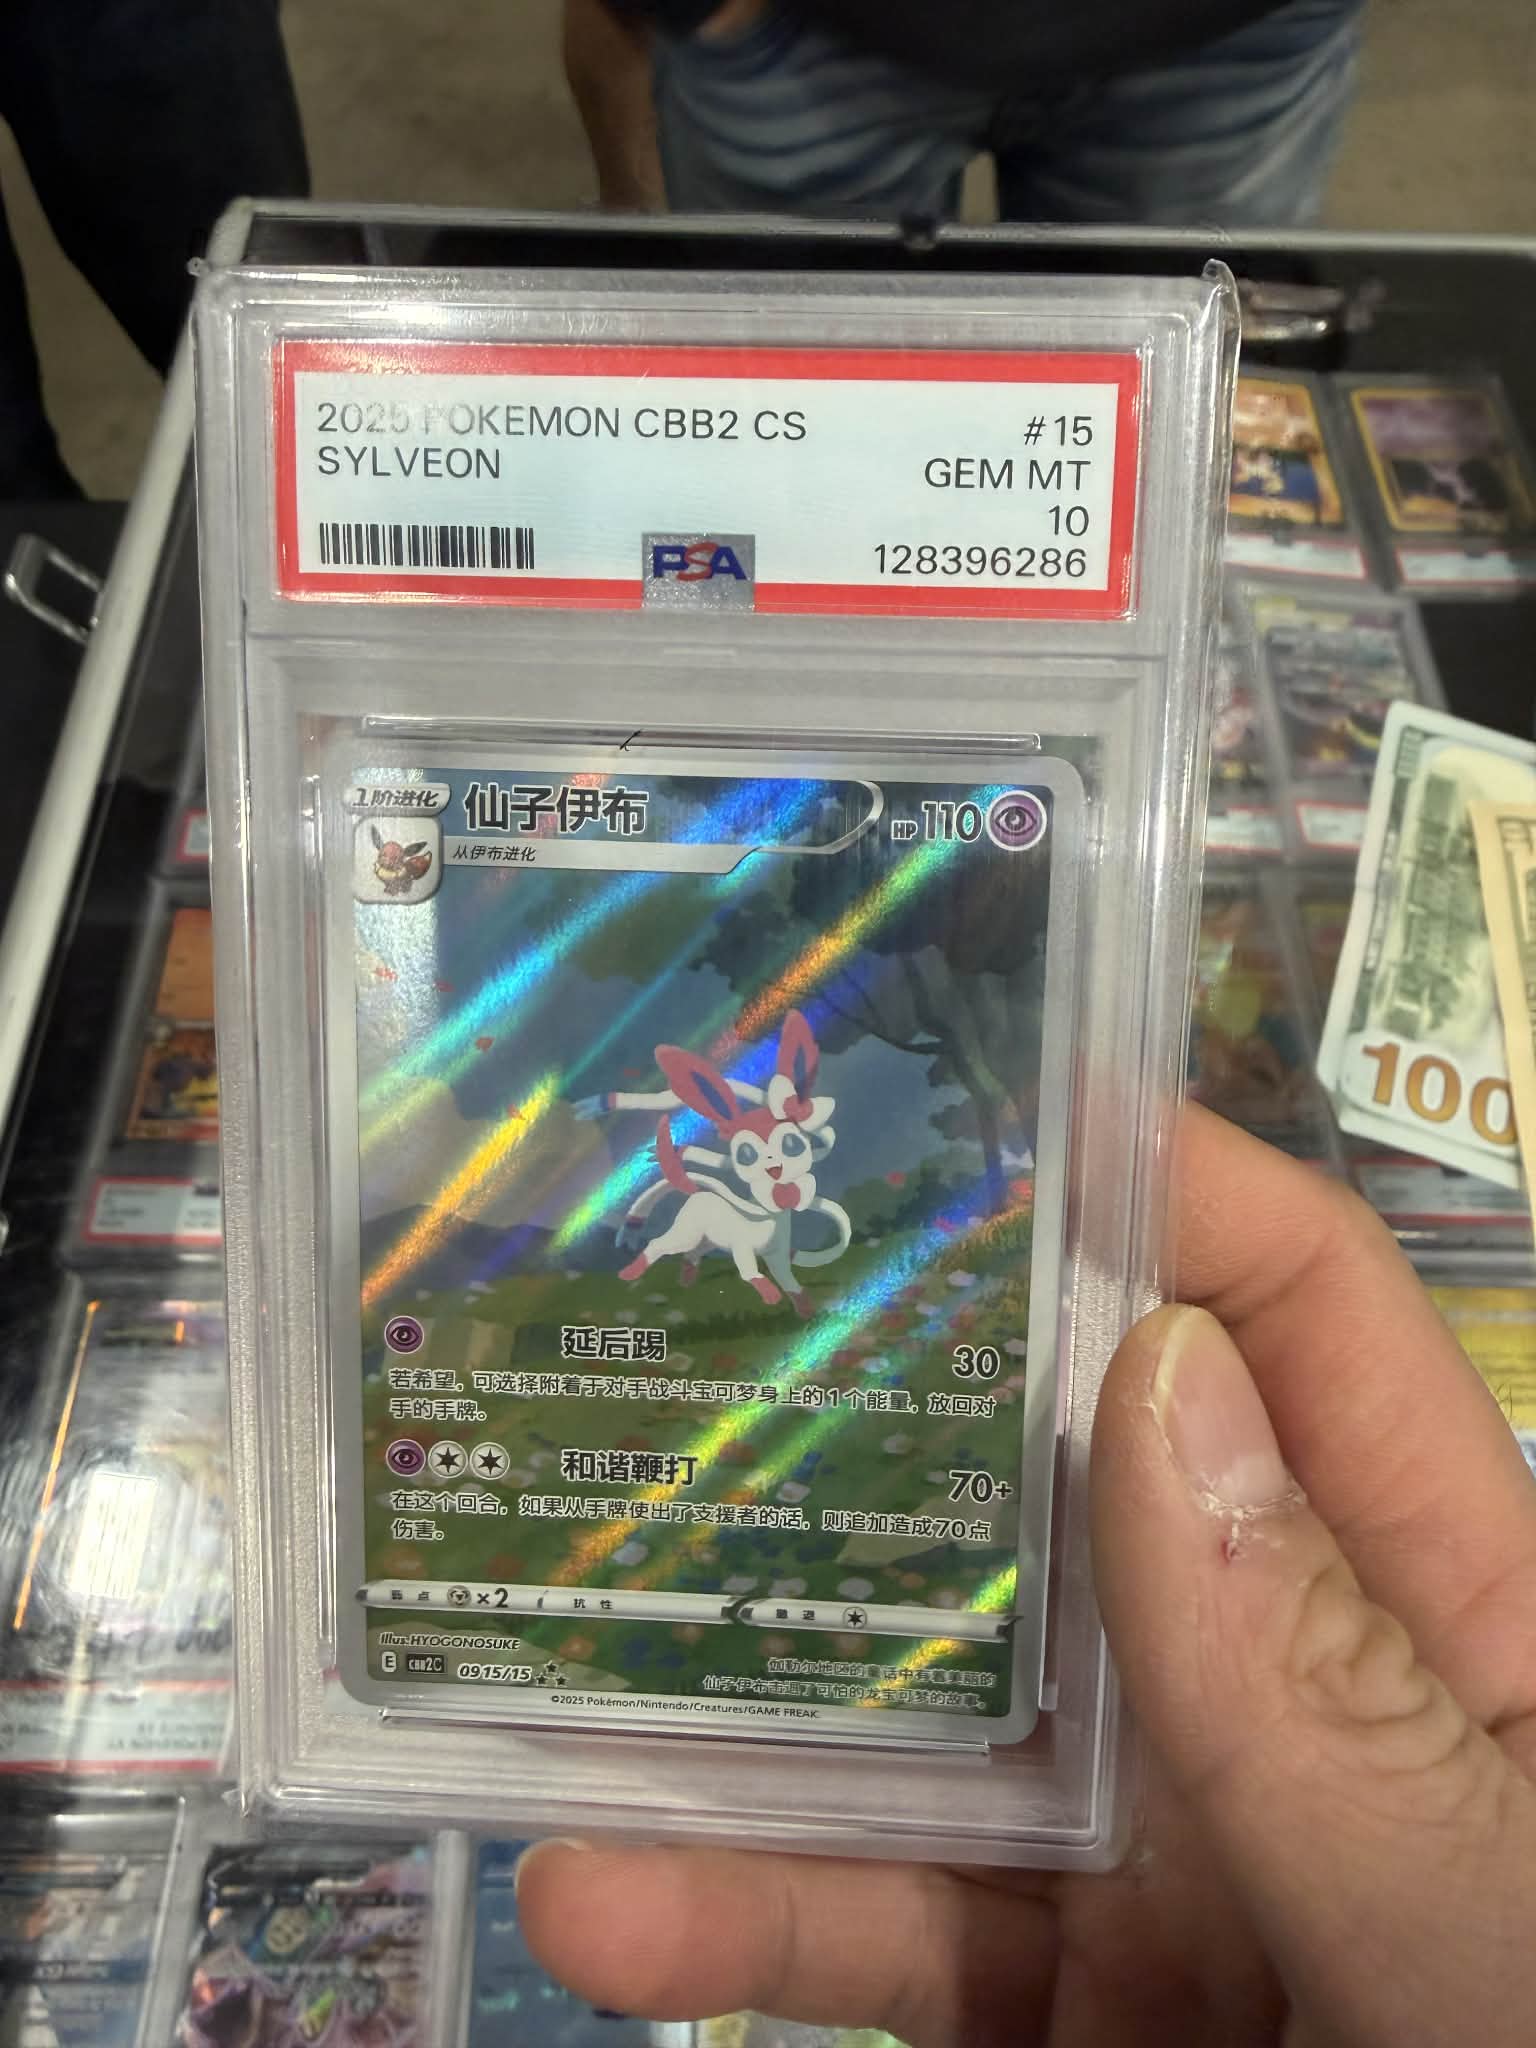 2025 POKEMON CBB2 CS
#15
SYLVEON
GEM MT
10
PSA
128396286
1阶进化
仙子伊布
HP 110
从伊布进化
延后踢
30
若希望，可选择附着于对手战斗宝可梦身上的1个能量，放回对
手的手牌。
和谐鞭打
70+
在这个回合，如果从手牌使出了支援者的话，则追加造成70点
伤害。
弱点 ×2
抗性
撤退
Illus.HYOGONOSUKE
E CBB2C 0915/15
伽勒尔地区的童话中有着美丽的
仙子伊布击退了可怕的龙宝可梦的故事。
©2025 Pokémon/Nintendo/Creatures/GAME FREAK
100